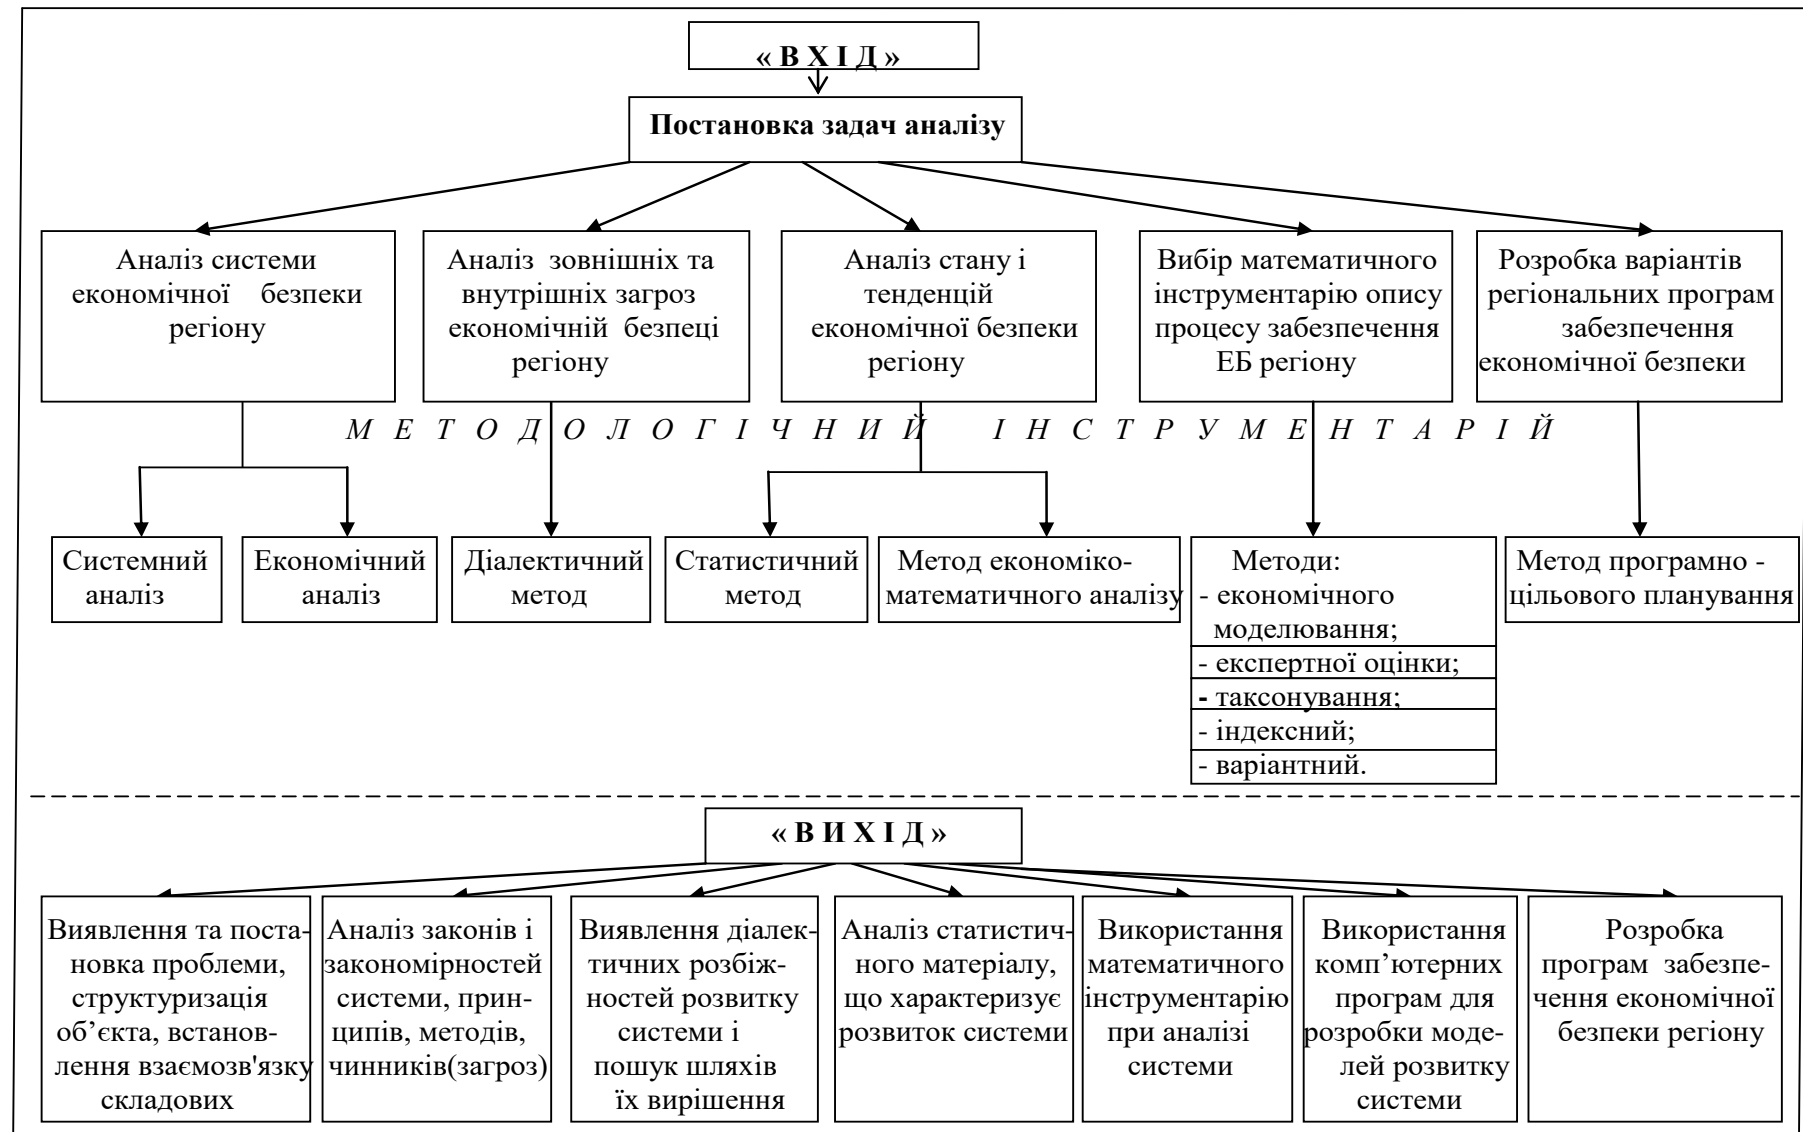 « В Х І Д »
Постановка задач аналізу
Аналіз системи
економічної безпеки
регіону
Аналіз зовнішніх та
внутрішніх загроз
економічній безпеці
регіону
Аналіз стану і
тенденцій
економічної безпеки
регіону
Вибір математичного
інструментарію опису
процесу забезпечення
ЕБ регіону
Розробка варіантів
регіональних програм
забезпечення
економічної безпеки
М Е Т О Д О Л О Г І Ч Н И Й І Н С Т Р У М Е Н Т А Р І Й
Системний
аналіз
Економічний
аналіз
Діалектичний
метод
Статистичний
метод
Метод економіко-
математичного аналізу
Методи:
- економічного
моделювання;
- експертної оцінки;
- таксонування;
- індексний;
- варіантний.
Метод програмно -
цільового планування
« В И Х І Д »
Виявлення та поста-
новка проблеми,
структуризація
об’єкта, встанов-
лення взаємозв'язку
складових
Аналіз законів і
закономірностей
системи, прин-
ципів, методів,
чинників(загроз)
Виявлення діалек-
тичних розбіж-
ностей розвитку
системи і
пошук шляхів
їх вирішення
Аналіз статистич-
ного матеріалу,
що характеризує
розвиток системи
Використання
математичного
інструментарію
при аналізі
системи
Використання
комп’ютерних
програм для
розробки моде-
лей розвитку
системи
Розробка
програм забезпе-
чення економічної
безпеки регіону